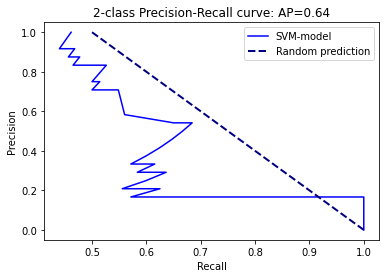 2-class Precision-Recall curve: AP=0.64
SVM-model
Random prediction
Precision
1.0
0.8
0.6
0.4
0.2
0.0
0.5
0.6
0.7
0.8
0.9
1.0
Recall